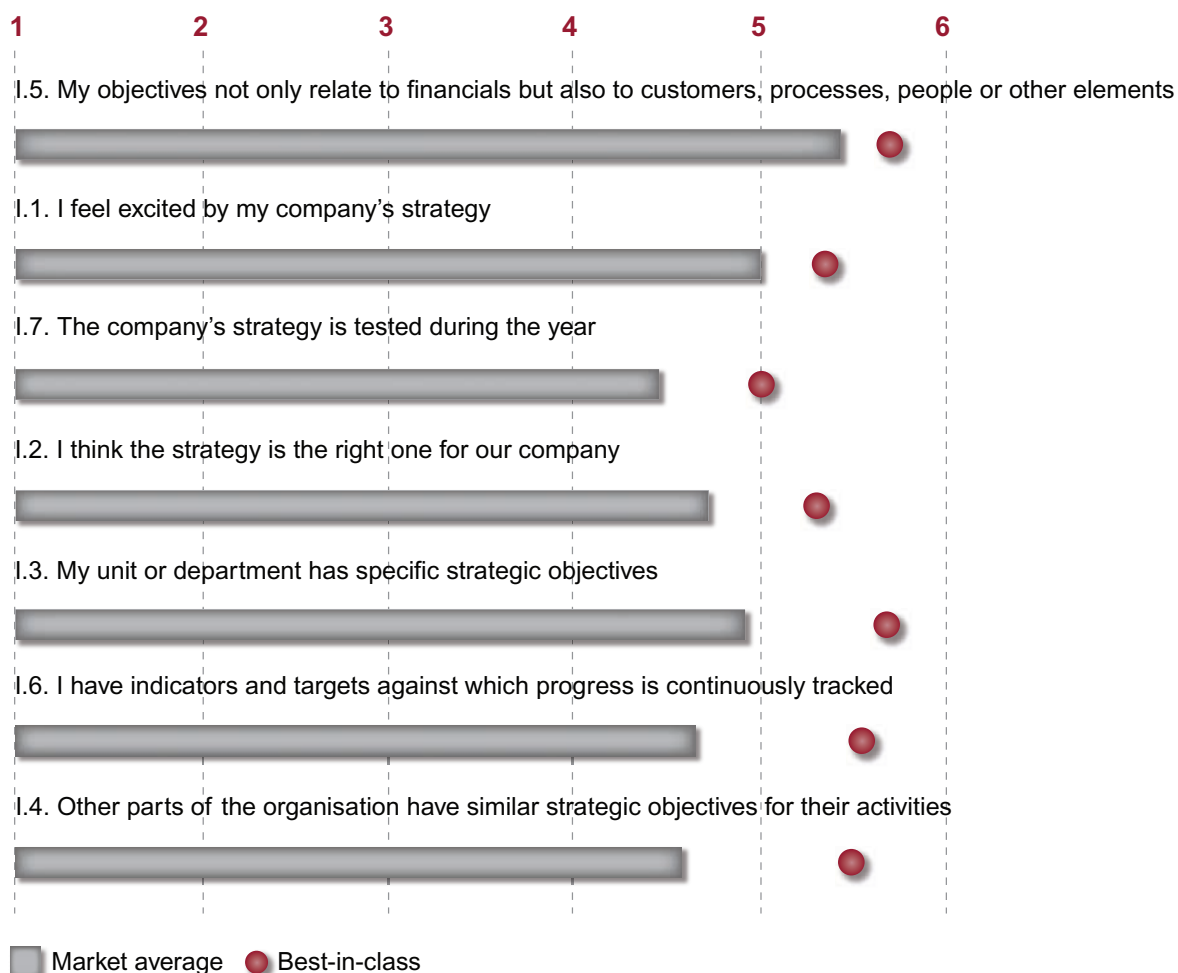 1 2 3 4 5 6
I.5. My objectives not only relate to financials but also to customers, processes, people or other elements
I.1. I feel excited by my company's strategy
I.7. The company's strategy is tested during the year
I.2. I think the strategy is the right one for our company
I.3. My unit or department has specific strategic objectives
I.6. I have indicators and targets against which progress is continuously tracked
I.4. Other parts of the organisation have similar strategic objectives for their activities
Market average Best-in-class